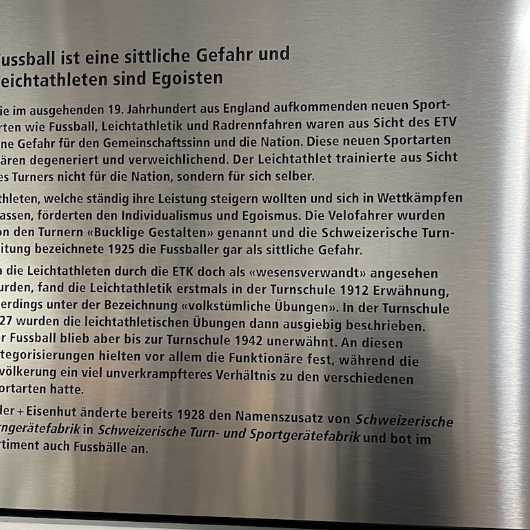 ussball ist eine sittliche Gefahr und
eichtathleten sind Egoisten
ie im ausgehenden 19. Jahrhundert aus England aufkommenden neuen Sport-
rten wie Fussball, Leichtathletik und Radrennfahren waren aus Sicht des ETV
ne Gefahr für den Gemeinschaftssinn und die Nation. Diese neuen Sportarten
ären degeneriert und verweichlichend. Der Leichtathlet trainierte aus Sicht
es Turners nicht für die Nation, sondern für sich selber.
thleten, welche ständig ihre Leistung steigern wollten und sich in Wettkämpfen
assen, förderten den Individualismus und Egoismus. Die Velofahrer wurden
on den Turnern «Bucklige Gestalten» genannt und die Schweizerische Turn-
itung bezeichnete 1925 die Fussballer gar als sittliche Gefahr.
a die Leichtathleten durch die ETK doch als «wesensverwandt» angesehen
urden, fand die Leichtathletik erstmals in der Turnschule 1912 Erwähnung,
lerdings unter der Bezeichnung «volkstümliche Übungen». In der Turnschule
27 wurden die leichtathletischen Übungen dann ausgiebig beschrieben.
r Fussball blieb aber bis zur Turnschule 1942 unerwähnt. An diesen
tegorisierungen hielten vor allem die Funktionäre fest, während die
völkerung ein viel unverkrampfteres Verhältnis zu den verschiedenen
ortarten hatte.
der + Eisenhut änderte bereits 1928 den Namenszusatz von Schweizerische
rngerätefabrik in Schweizerische Turn- und Sportgerätefabrik und bot im
rtiment auch Fussbälle an.